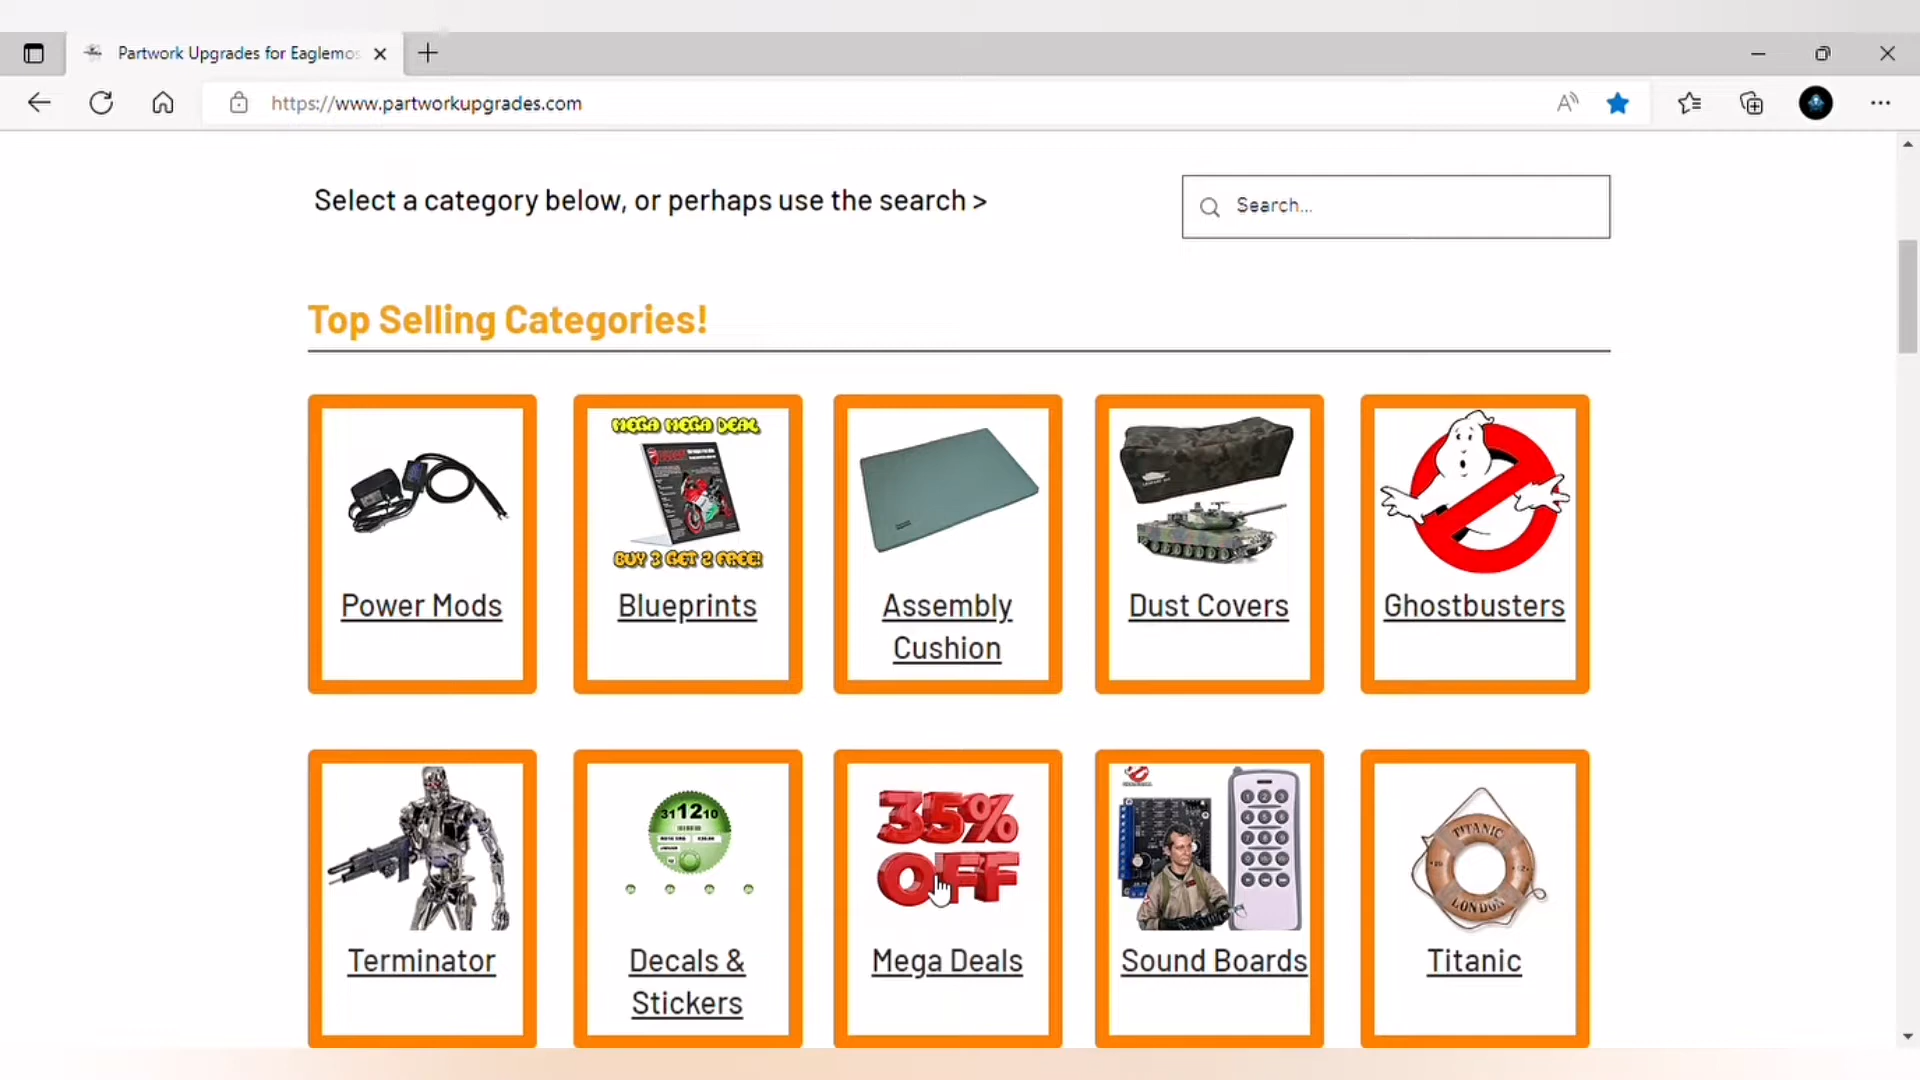 Partwork Upgrades for Eaglemos
https://www.partworkupgrades.com
Select a category below, or perhaps use the search >
Search...
Top Selling Categories!
MEGA MEGA DEAL
BUY 3 GET 2 FREE!
Power Mods
Blueprints
Assembly
Cushion
Dust Covers
Ghostbusters
311210
35%
OFF
TITANIC
LONDON
Terminator
Decals &
Stickers
Mega Deals
Sound Boards
Titanic